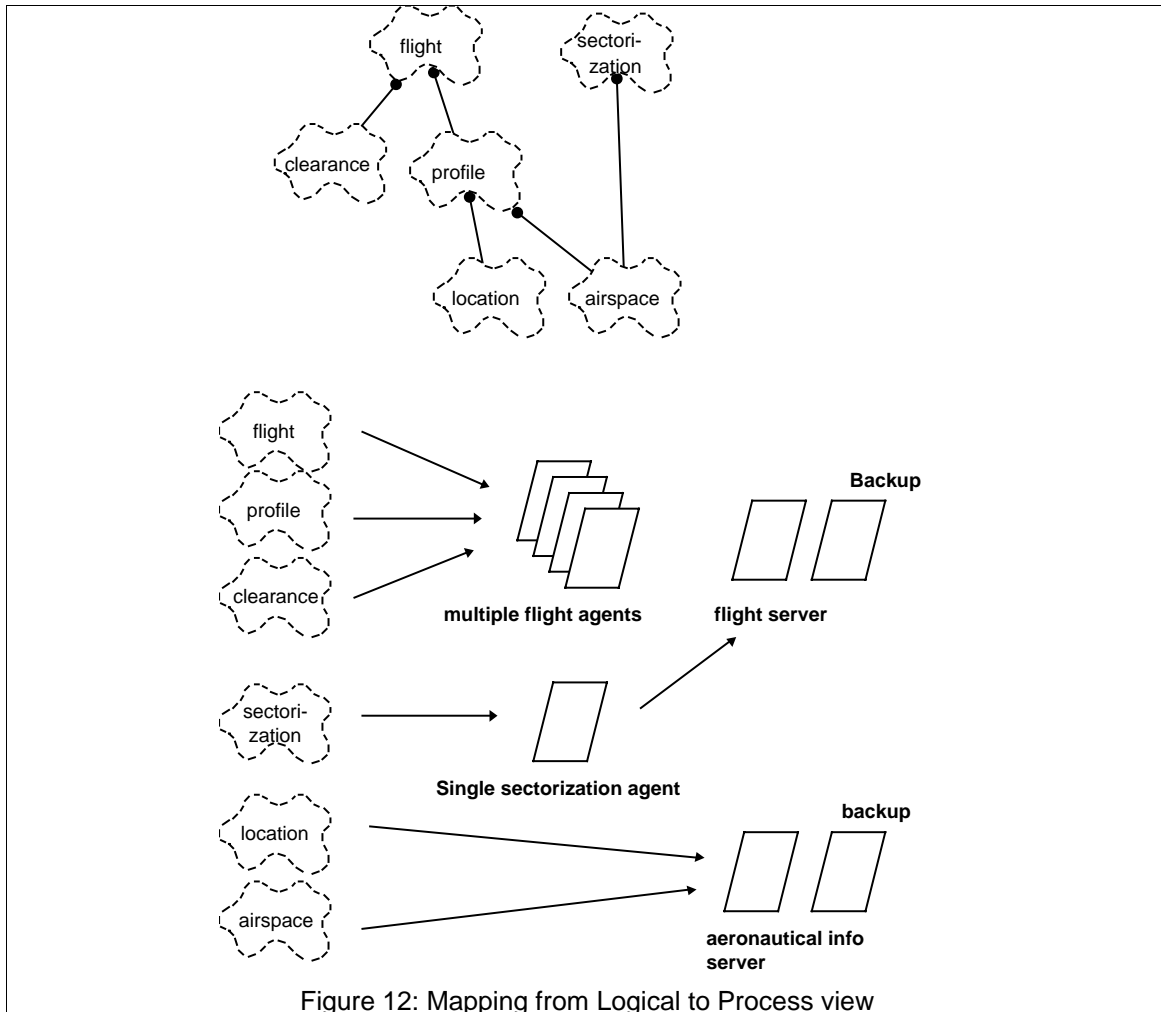 flight
sectori-
zation
clearance
profile
location
airspace
flight
profile
clearance
multiple flight agents
Backup
flight server
sectori-
zation
Single sectorization agent
location
airspace
backup
aeronautical info
server
Figure 12: Mapping from Logical to Process view